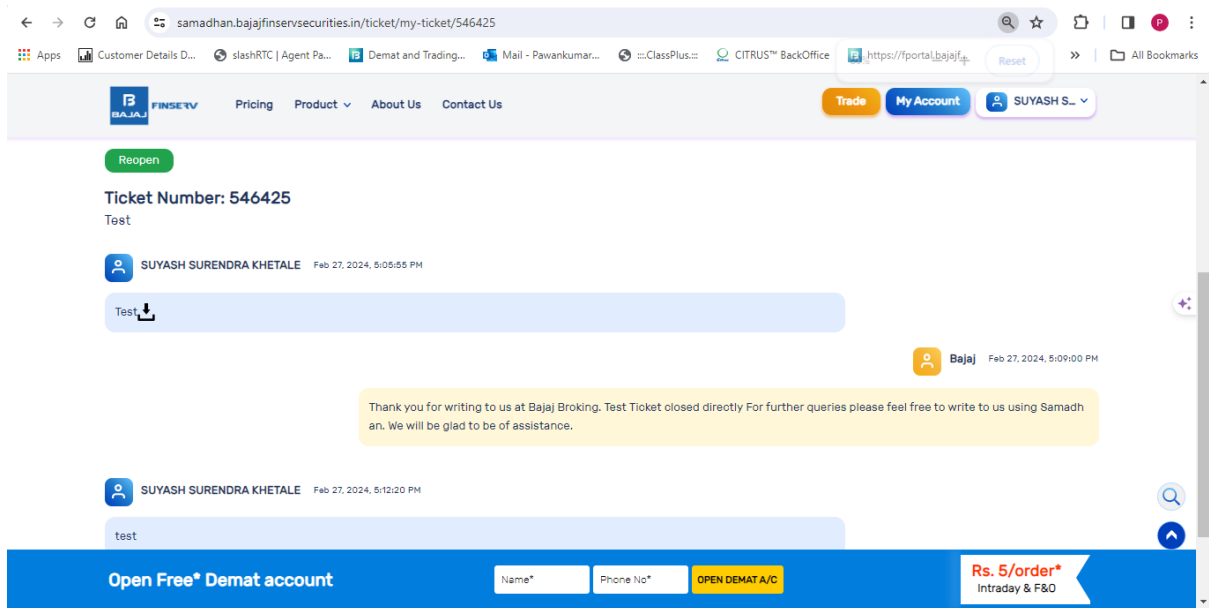 samadhan.bajajfinservsecurities.in/ticket/my-ticket/546425
P
Apps Customer Details D... slashRTC | Agent Pa... Demat and Trading... Mail - Pawankumar... :::.ClassPlus.::: CITRUS™ BackOffice https://fportal.bajajf... Reset » All Bookmarks
B FINSERV
BAJAJ
Pricing Product About Us Contact Us Trade My Account SUYASH S...
Reopen
Ticket Number: 546425
Test
SUYASH SURENDRA KHETALE Feb 27, 2024, 5:05:55 PM
Test
Bajaj Feb 27, 2024, 5:09:00 PM
Thank you for writing to us at Bajaj Broking. Test Ticket closed directly For further queries please feel free to write to us using Samadh
an. We will be glad to be of assistance.
SUYASH SURENDRA KHETALE Feb 27, 2024, 5:12:20 PM
test
Open Free* Demat account Name* Phone No* OPEN DEMAT A/C Rs. 5/order*
Intraday & F&O